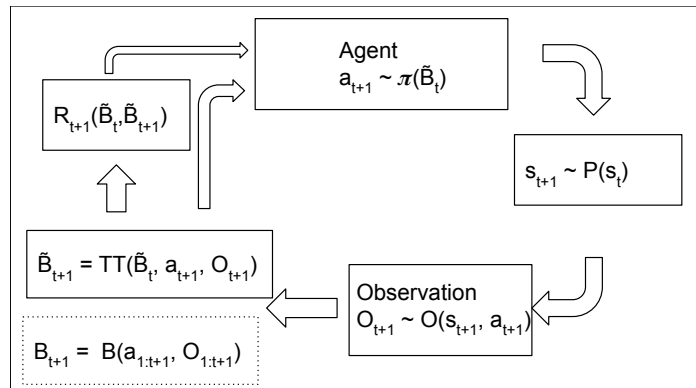 Agent
a_{t+1} ~ π(B̃_t)
R_{t+1}(B̃_t,B̃_{t+1})
s_{t+1} ~ P(s_t)
B̃_{t+1} = TT(B̃_t, a_{t+1}, O_{t+1})
Observation
O_{t+1} ~ O(s_{t+1}, a_{t+1})
B_{t+1} = B(a_{1:t+1}, O_{1:t+1})